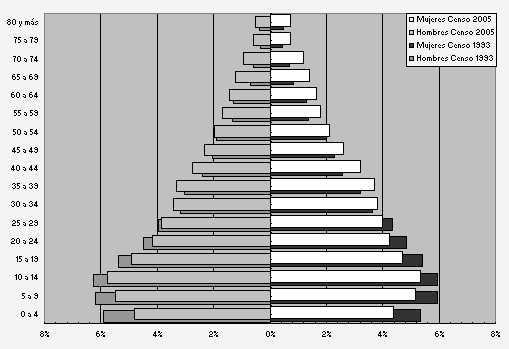 80 y más
75 a 79
70 a 74
65 a 69
60 a 64
55 a 59
50 a 54
45 a 49
40 a 44
35 a 39
30 a 34
25 a 29
20 a 24
15 a 19
10 a 14
5 a 9
0 a 4
8% 6% 4% 2% 0% 2% 4% 6% 8%
Mujeres Censo 2005
Hombres Censo 2005
Mujeres Censo 1993
Hombres Censo 1993